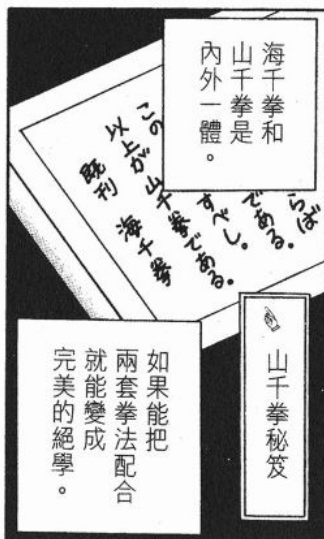 海千拳和
山千拳是
內外一體。
らば
である。
この
すべし。
以上が山千拳である。
既刊 海千拳
山千拳秘笈
如果能把
兩套拳法配合
就能變成
完美的絕學。